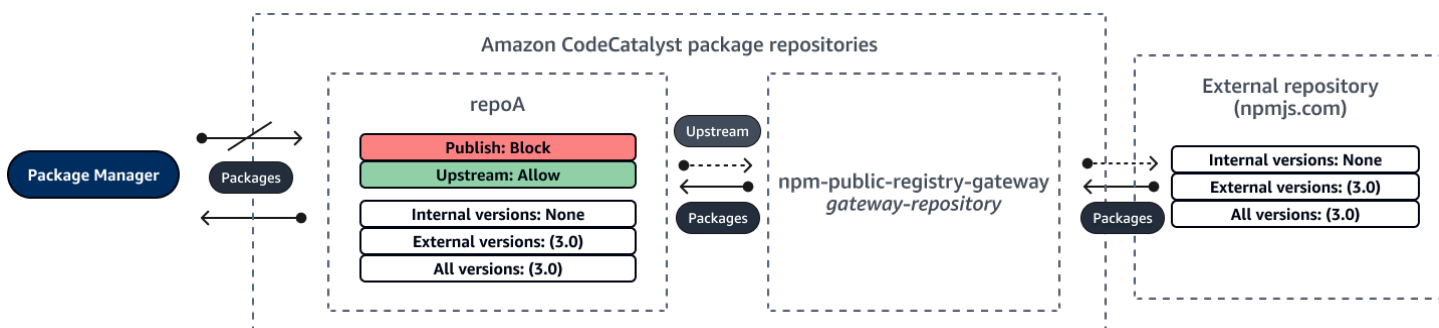 Amazon CodeCatalyst package repositories
Package Manager
Packages
repoA
Publish: Block
Upstream: Allow
Internal versions: None
External versions: (3.0)
All versions: (3.0)
Upstream
Packages
npm-public-registry-gateway
gateway-repository
Packages
External repository
(npmjs.com)
Internal versions: None
External versions: (3.0)
All versions: (3.0)